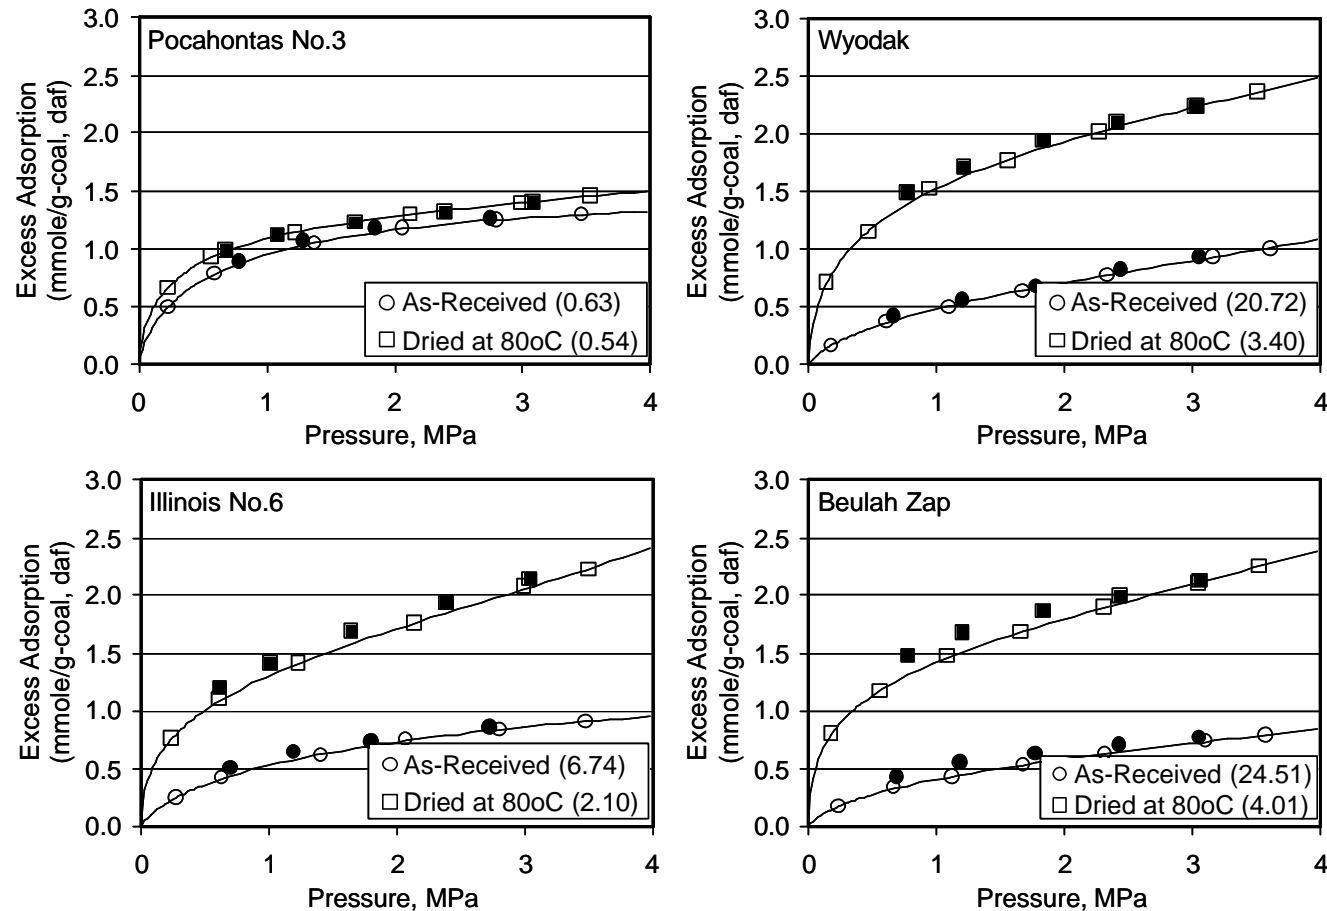 Pocahontas No.3
Excess Adsorption
(mmole/g-coal, daf)
3.0
2.5
2.0
1.5
1.0
0.5
0.0
As-Received (0.63)
Dried at 80oC (0.54)
0 1 2 3 4
Pressure, MPa
Wyodak
Excess Adsorption
(mmole/g-coal, daf)
3.0
2.5
2.0
1.5
1.0
0.5
0.0
As-Received (20.72)
Dried at 80oC (3.40)
0 1 2 3 4
Pressure, MPa
Illinois No.6
Excess Adsorption
(mmole/g-coal, daf)
3.0
2.5
2.0
1.5
1.0
0.5
0.0
As-Received (6.74)
Dried at 80oC (2.10)
0 1 2 3 4
Pressure, MPa
Beulah Zap
Excess Adsorption
(mmole/g-coal, daf)
3.0
2.5
2.0
1.5
1.0
0.5
0.0
As-Received (24.51)
Dried at 80oC (4.01)
0 1 2 3 4
Pressure, MPa